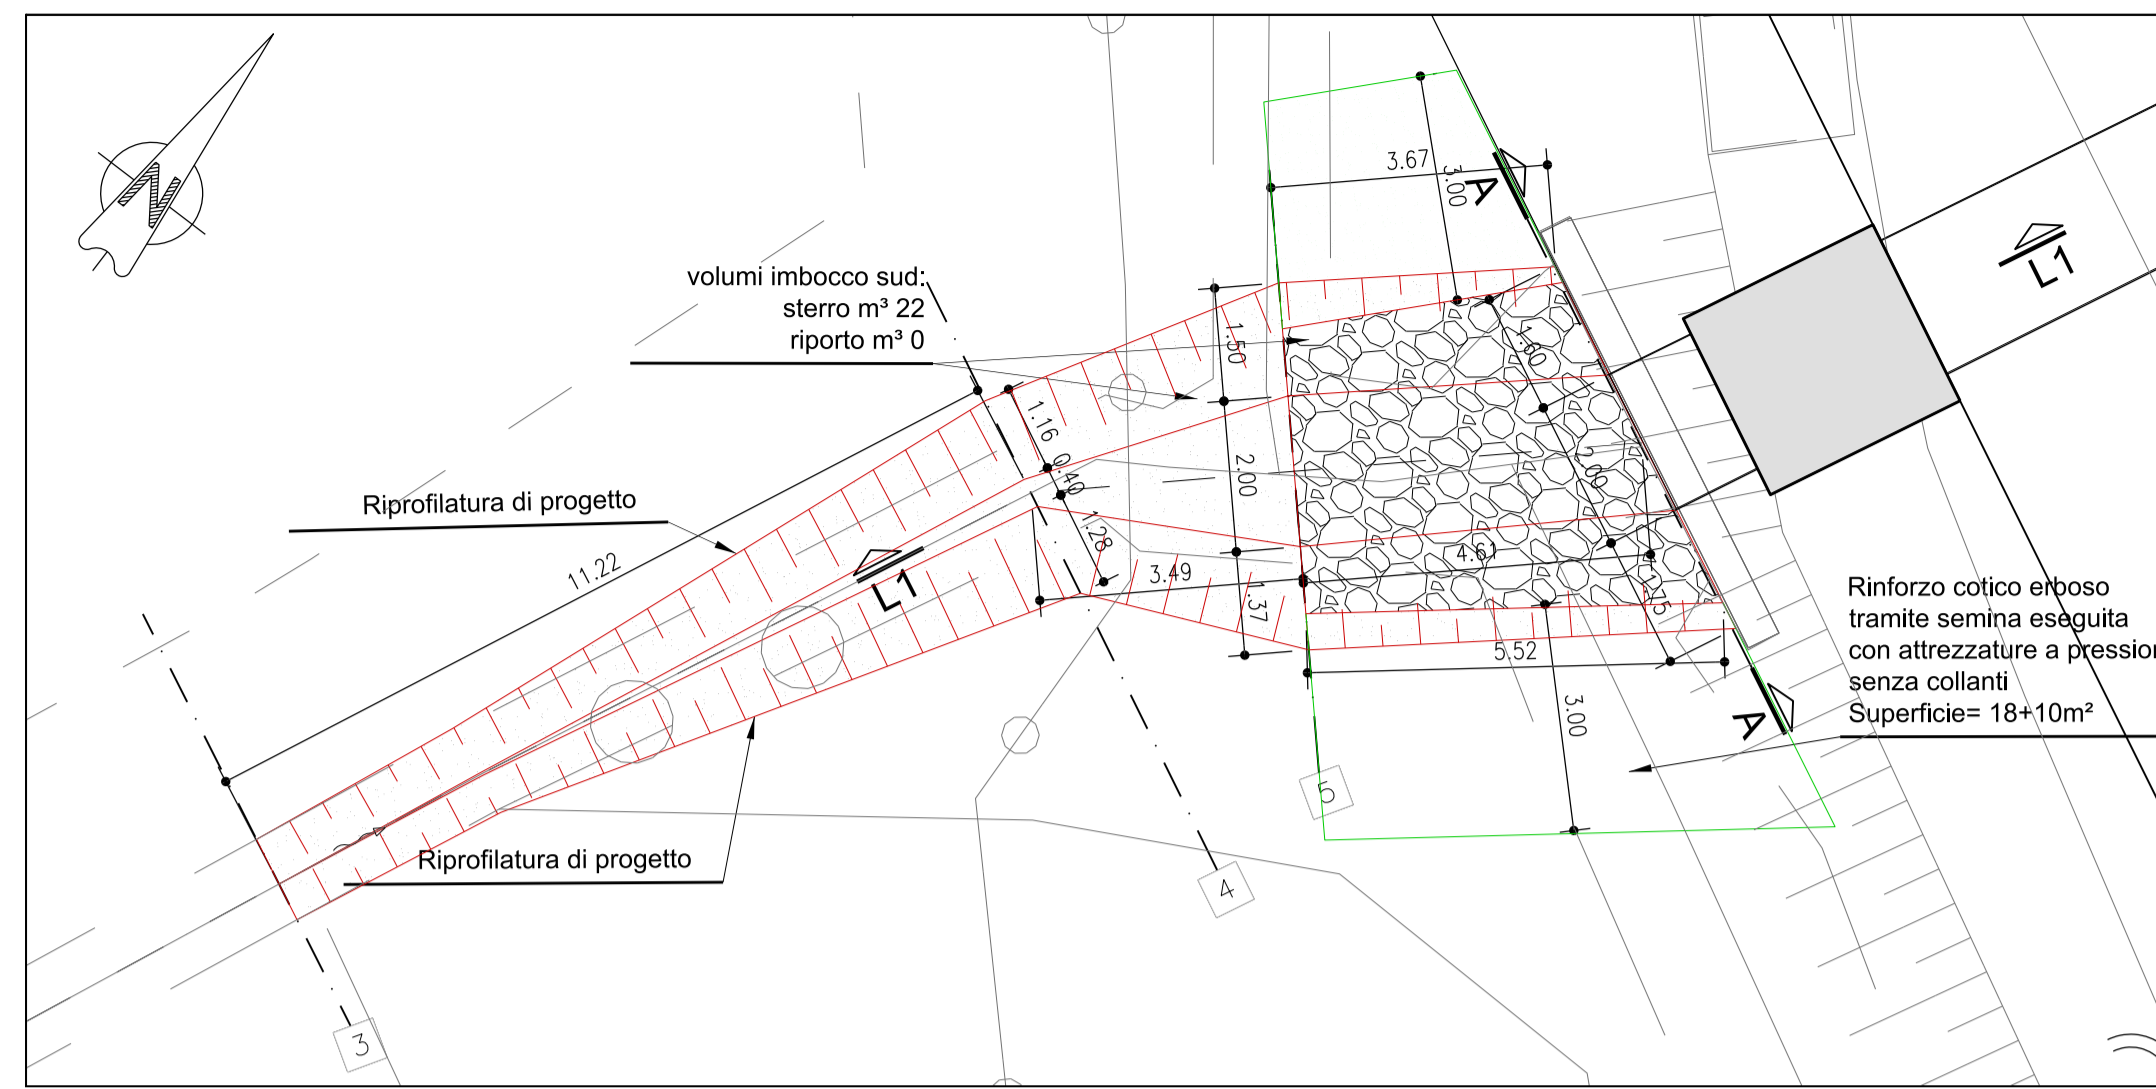 N
volumi imbocco sud:
sterro m³ 22
riporto m³ 0
3.67
3.00
A
L1
1.50
1.60
1.16
0.40
1.28
2.00
2.00
Riprofilatura di progetto
11.22
L1
3.49
4.61
1.37
1.15
5.52
3.00
A
Rinforzo cotico erboso
tramite semina eseguita
con attrezzature a pression
senza collanti
Superficie= 18+10m²
5
Riprofilatura di progetto
4
3